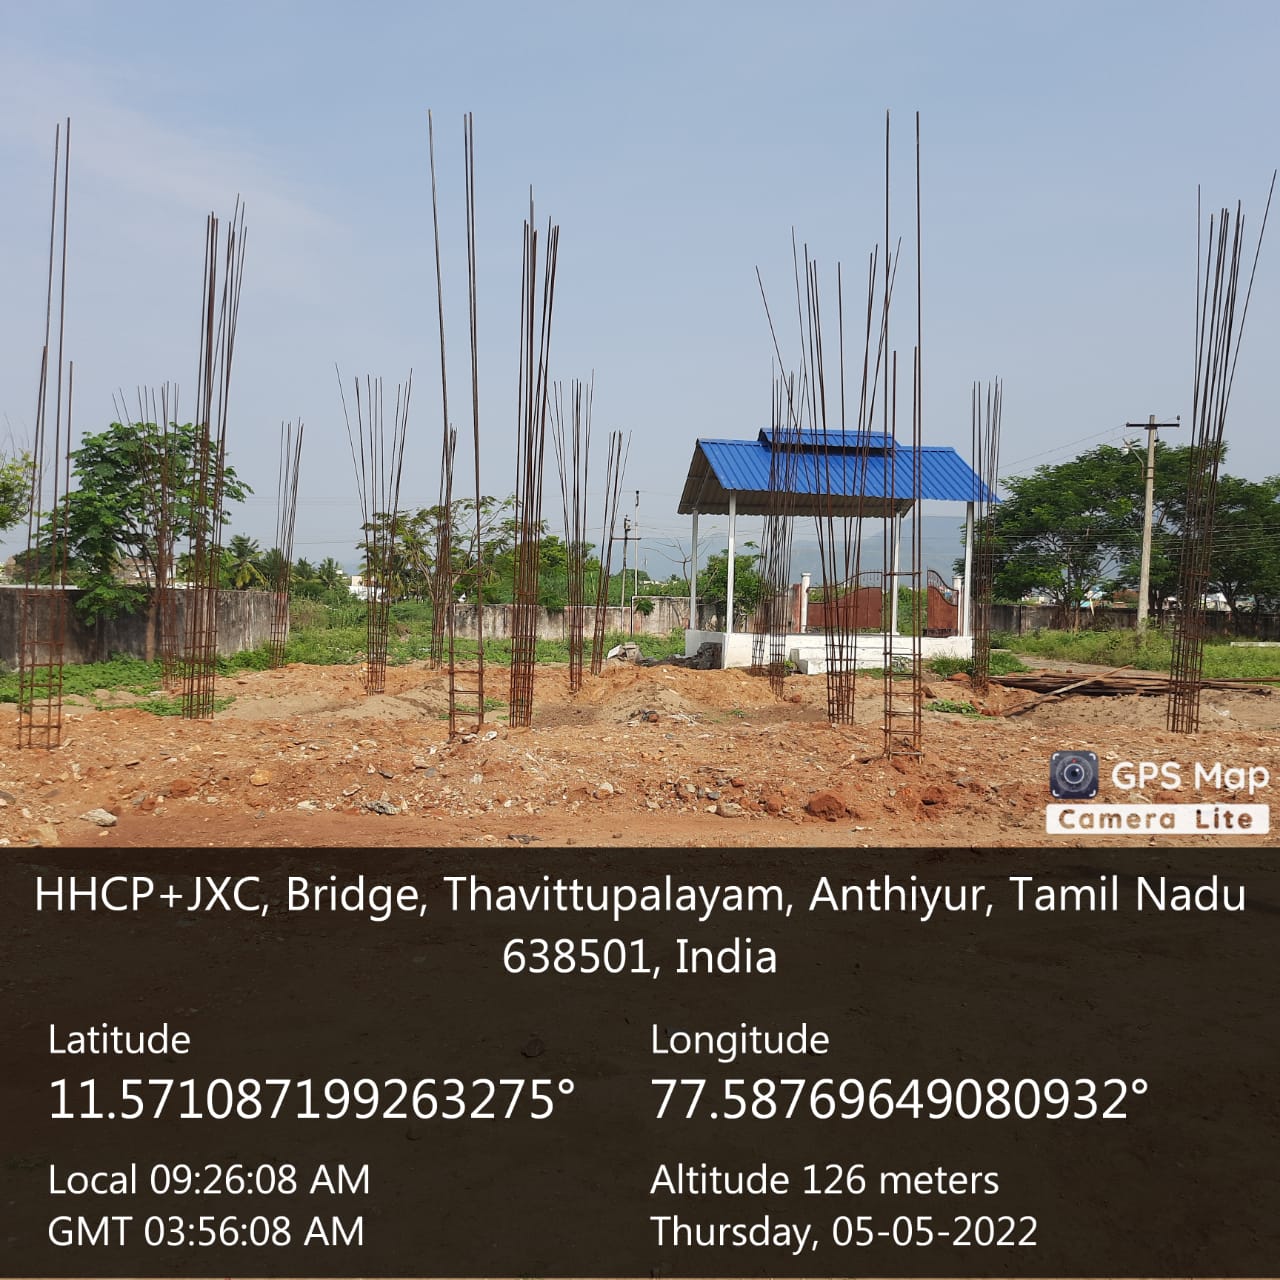 GPS Map
Camera Lite
HHCP+JXC, Bridge, Thavittupalayam, Anthiyur, Tamil Nadu
638501, India
Latitude
11.571087199263275°
Longitude
77.58769649080932°
Local 09:26:08 AM
GMT 03:56:08 AM
Altitude 126 meters
Thursday, 05-05-2022